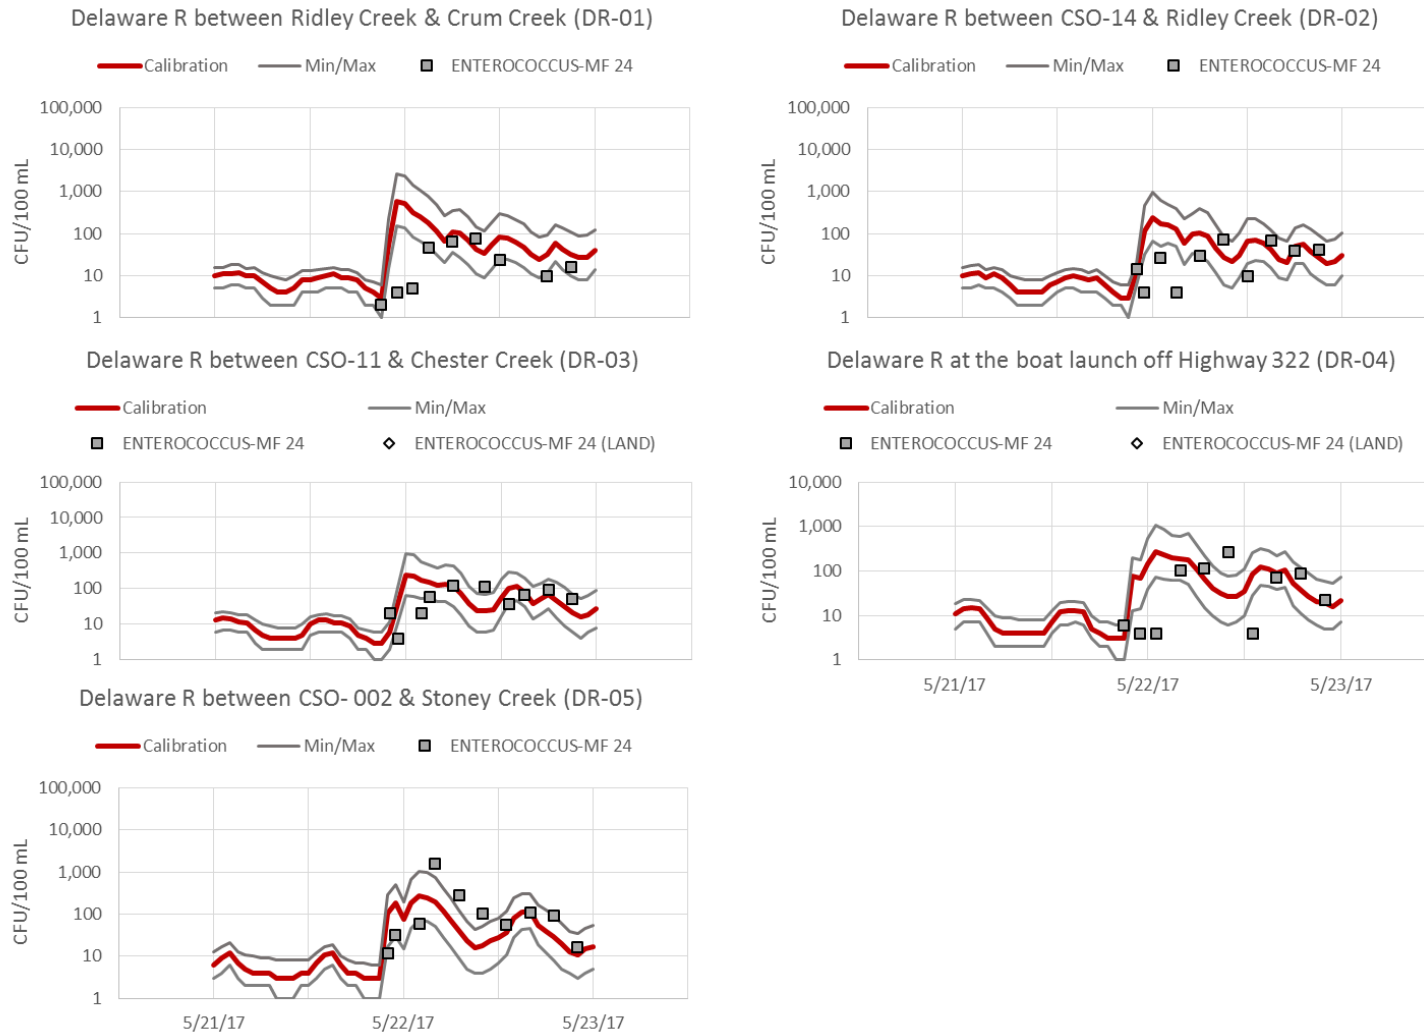 Delaware R between Ridley Creek & Crum Creek (DR-01)
Calibration Min/Max ENTEROCOCCUS-MF 24
100,000
10,000
1,000
100
10
1
CFU/100 mL
Delaware R between CSO-14 & Ridley Creek (DR-02)
Calibration Min/Max ENTEROCOCCUS-MF 24
100,000
10,000
1,000
100
10
1
CFU/100 mL
Delaware R between CSO-11 & Chester Creek (DR-03)
Calibration Min/Max
ENTEROCOCCUS-MF 24 ENTEROCOCCUS-MF 24 (LAND)
100,000
10,000
1,000
100
10
1
CFU/100 mL
Delaware R at the boat launch off Highway 322 (DR-04)
Calibration Min/Max
ENTEROCOCCUS-MF 24 ENTEROCOCCUS-MF 24 (LAND)
10,000
1,000
100
10
1
CFU/100 mL
5/21/17 5/22/17 5/23/17
Delaware R between CSO- 002 & Stoney Creek (DR-05)
Calibration Min/Max ENTEROCOCCUS-MF 24
100,000
10,000
1,000
100
10
1
CFU/100 mL
5/21/17 5/22/17 5/23/17